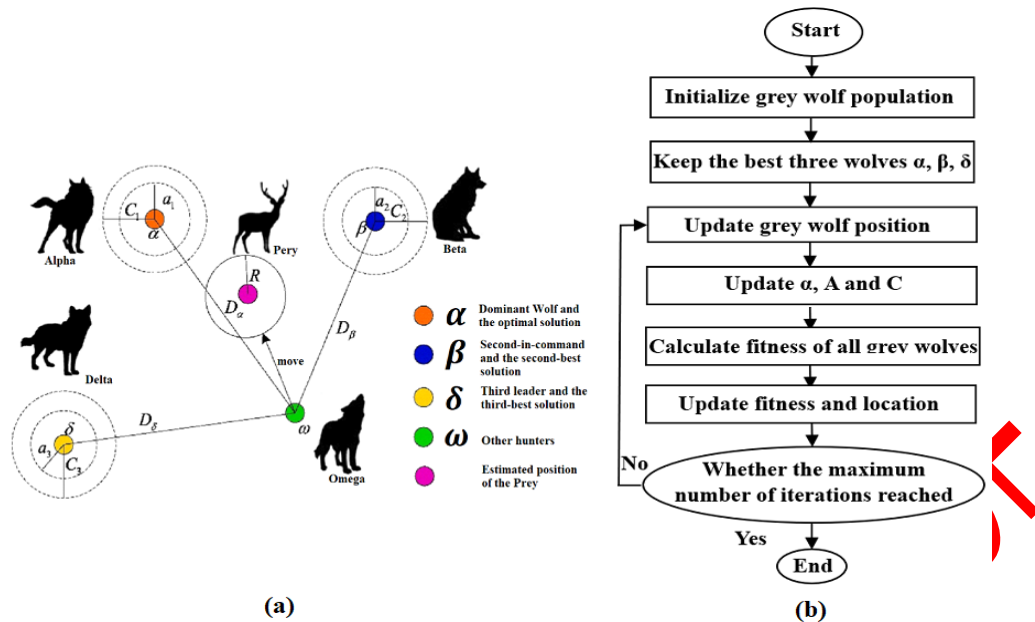 C₁
a₁
α
Alpha
Pery
R
a₂
C₂
β
Beta
Dα
Dβ
move
Delta
δ
a₃
C₃
Dδ
ω
Omega
α Dominant Wolf and
the optimal solution
β Second-in-command
and the second-best
solution
δ Third leader and the
third-best solution
ω Other hunters
Estimated position
of the Prey
(a)
Start
Initialize grey wolf population
Keep the best three wolves α, β, δ
Update grey wolf position
Update α, A and C
Calculate fitness of all grey wolves
Update fitness and location
No
Whether the maximum
number of iterations reached
Yes
End
(b)